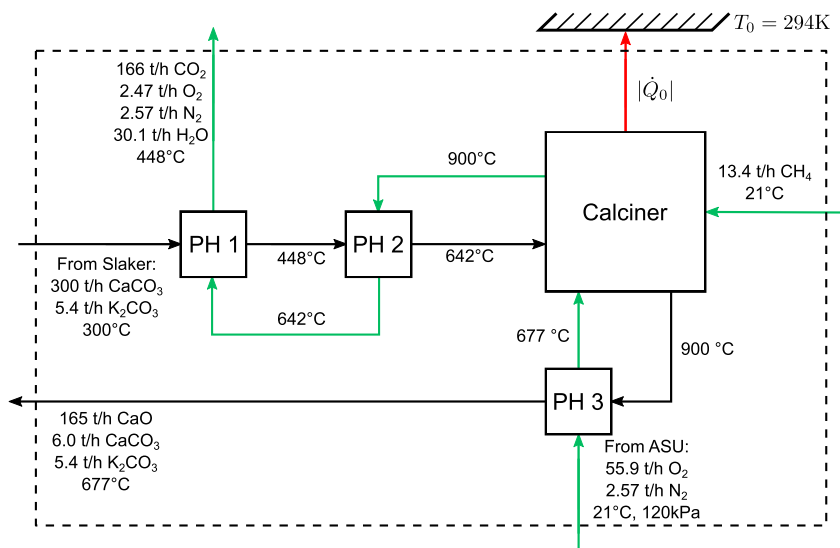 T₀ = 294K
166 t/h CO₂
2.47 t/h O₂
2.57 t/h N₂
30.1 t/h H₂O
448°C
|Q̇₀|
900°C
13.4 t/h CH₄
21°C
PH 1
PH 2
Calciner
448°C
642°C
From Slaker:
300 t/h CaCO₃
5.4 t/h K₂CO₃
300°C
642°C
677 °C
900 °C
PH 3
165 t/h CaO
6.0 t/h CaCO₃
5.4 t/h K₂CO₃
677°C
From ASU:
55.9 t/h O₂
2.57 t/h N₂
21°C, 120kPa